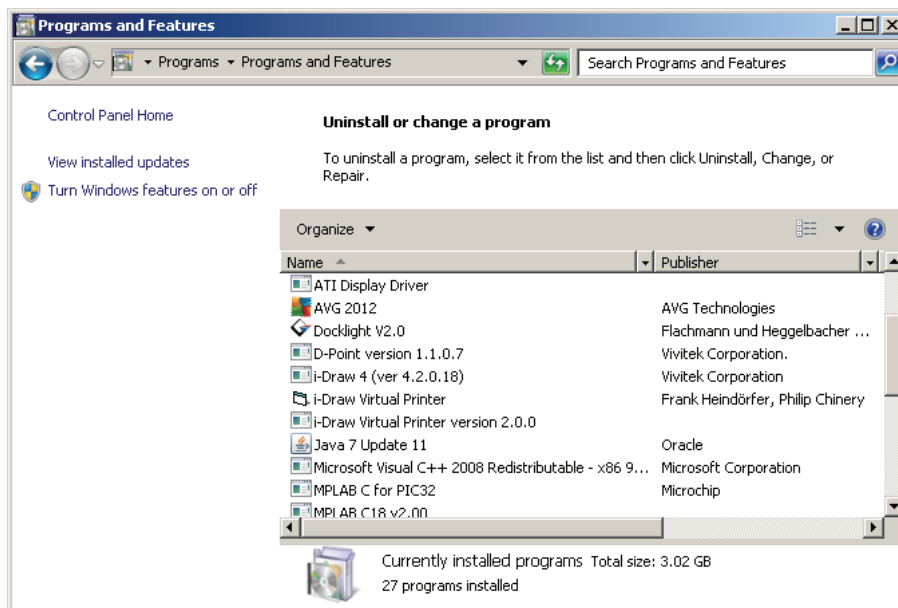 Programs and Features
Programs Programs and Features Search Programs and Features
Control Panel Home
View installed updates
Turn Windows features on or off
Uninstall or change a program
To uninstall a program, select it from the list and then click Uninstall, Change, or
Repair.
Organize
Name Publisher
ATI Display Driver
AVG 2012 AVG Technologies
Docklight V2.0 Flachmann und Heggelbacher ...
D-Point version 1.1.0.7 Vivitek Corporation.
i-Draw 4 (ver 4.2.0.18) Vivitek Corporation
i-Draw Virtual Printer Frank Heindörfer, Philip Chinery
i-Draw Virtual Printer version 2.0.0
Java 7 Update 11 Oracle
Microsoft Visual C++ 2008 Redistributable - x86 9... Microsoft Corporation
MPLAB C for PIC32 Microchip
MPLAB C18 v2.00
Currently installed programs Total size: 3.02 GB
27 programs installed